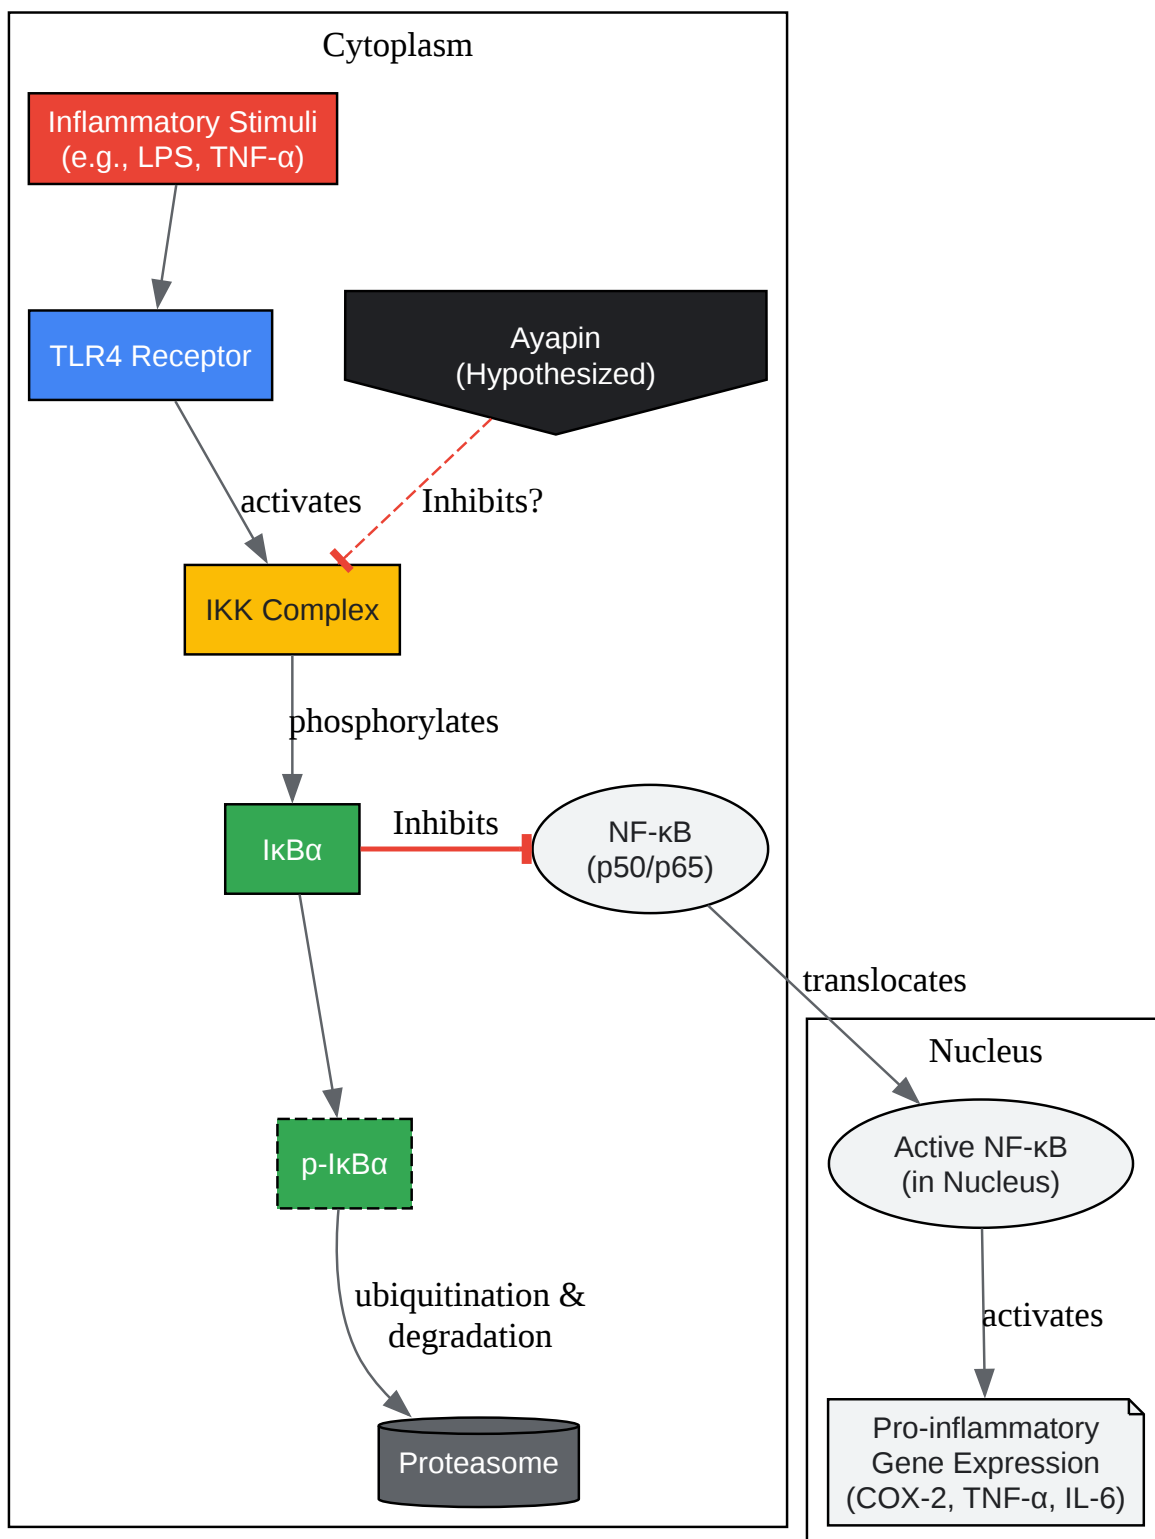 Cytoplasm
Inflammatory Stimuli
(e.g., LPS, TNF-α)
TLR4 Receptor
Ayapin
(Hypothesized)
activates
Inhibits?
IKK Complex
phosphorylates
IκBα
Inhibits
NF-κB
(p50/p65)
translocates
Nucleus
p-IκBα
Active NF-κB
(in Nucleus)
ubiquitination &
degradation
activates
Proteasome
Pro-inflammatory
Gene Expression
(COX-2, TNF-α, IL-6)